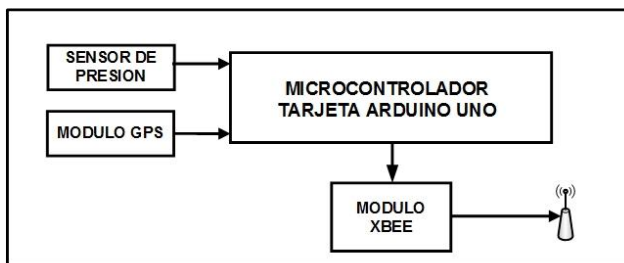 SENSOR DE
PRESION
MICROCONTROLADOR
TARJETA ARDUINO UNO
MODULO GPS
MODULO
XBEE